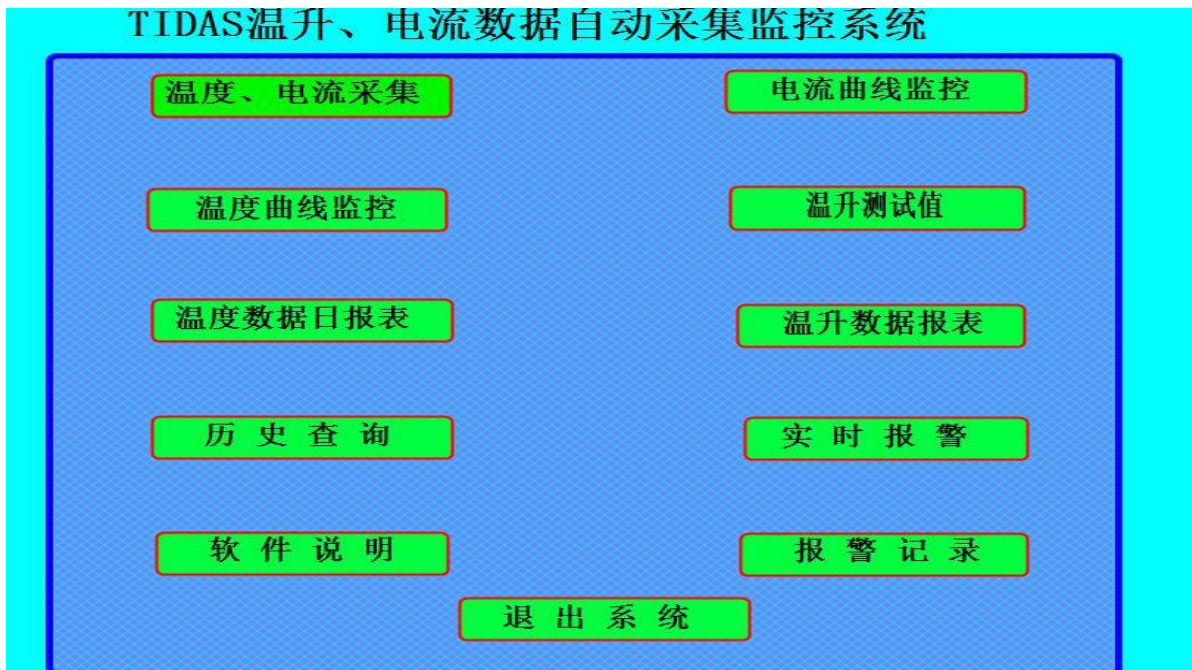 TIDAS温升、电流数据自动采集监控系统
温度、电流采集
电流曲线监控
温度曲线监控
温升测试值
温度数据日报表
温升数据报表
历 史 查 询
实 时 报 警
软 件 说 明
报 警 记 录
退 出 系 统